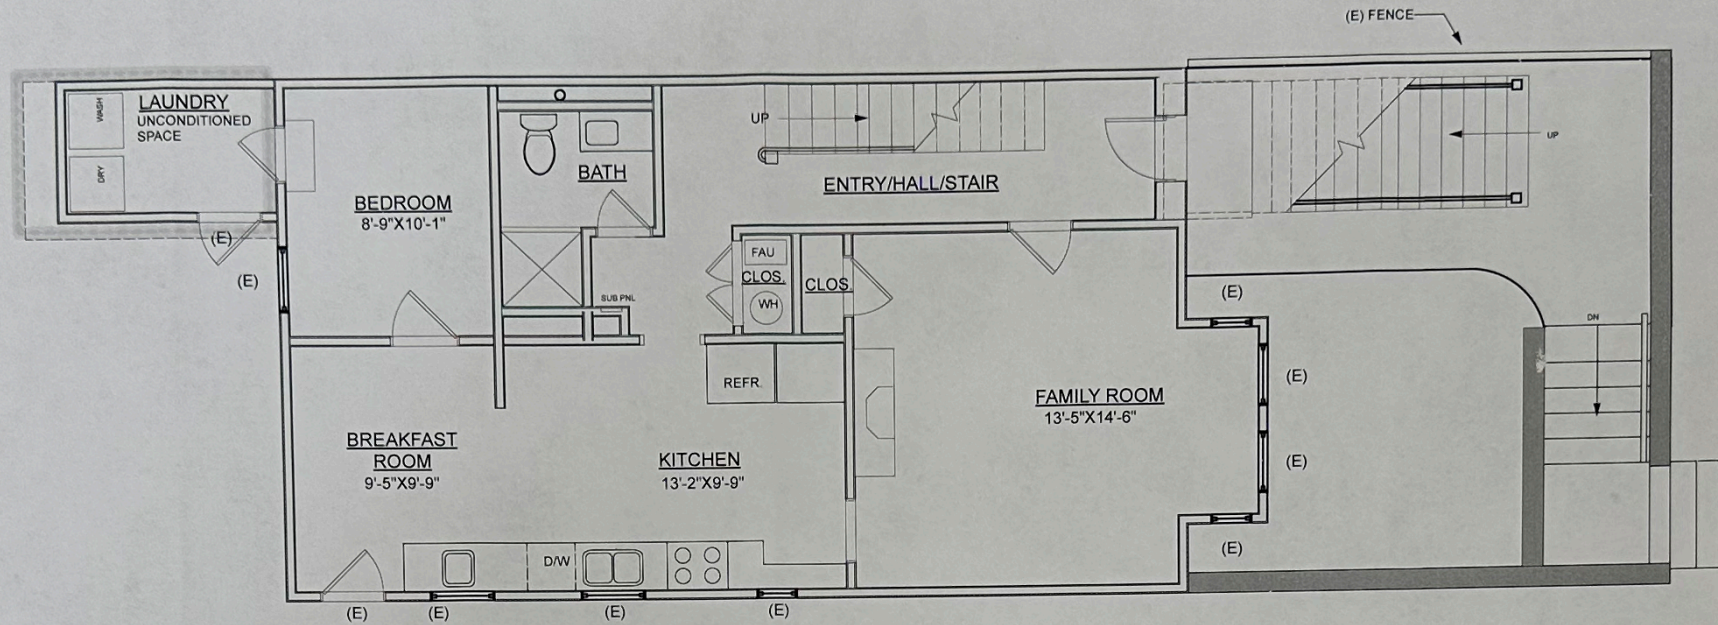 (E) FENCE
WASH
LAUNDRY
UNCONDITIONED
SPACE
DRY
(E)
(E)
BEDROOM
8'-9"X10'-1"
BATH
UP
ENTRY/HALL/STAIR
UP
FAU
CLOS.
WH
CLOS.
SUB PNL
(E)
DN
REFR.
FAMILY ROOM
13'-5"X14'-6"
(E)
(E)
(E)
BREAKFAST
ROOM
9'-5"X9'-9"
KITCHEN
13'-2"X9'-9"
D/W
(E)
(E)
(E)
(E)